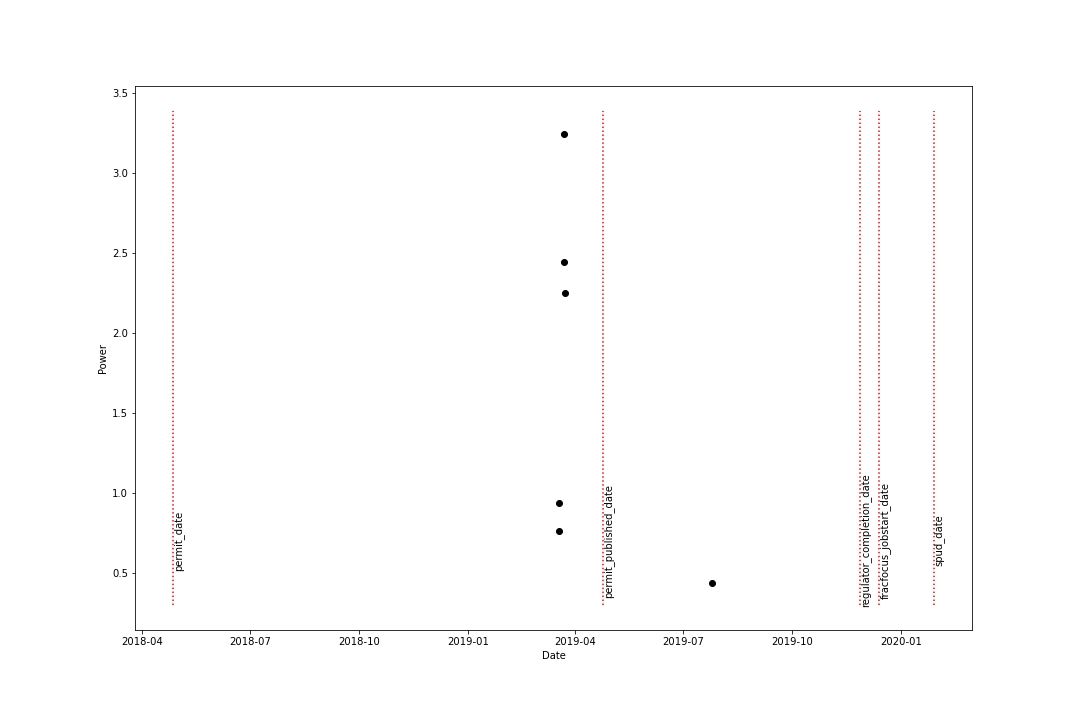 3.5
3.0
2.5
2.0
1.5
1.0
0.5
Power
permit_date
permit_published_date
regulator_completion_date
fracfocus_jobstart_date
spud_date
2018-04 2018-07 2018-10 2019-01 2019-04 2019-07 2019-10 2020-01
Date